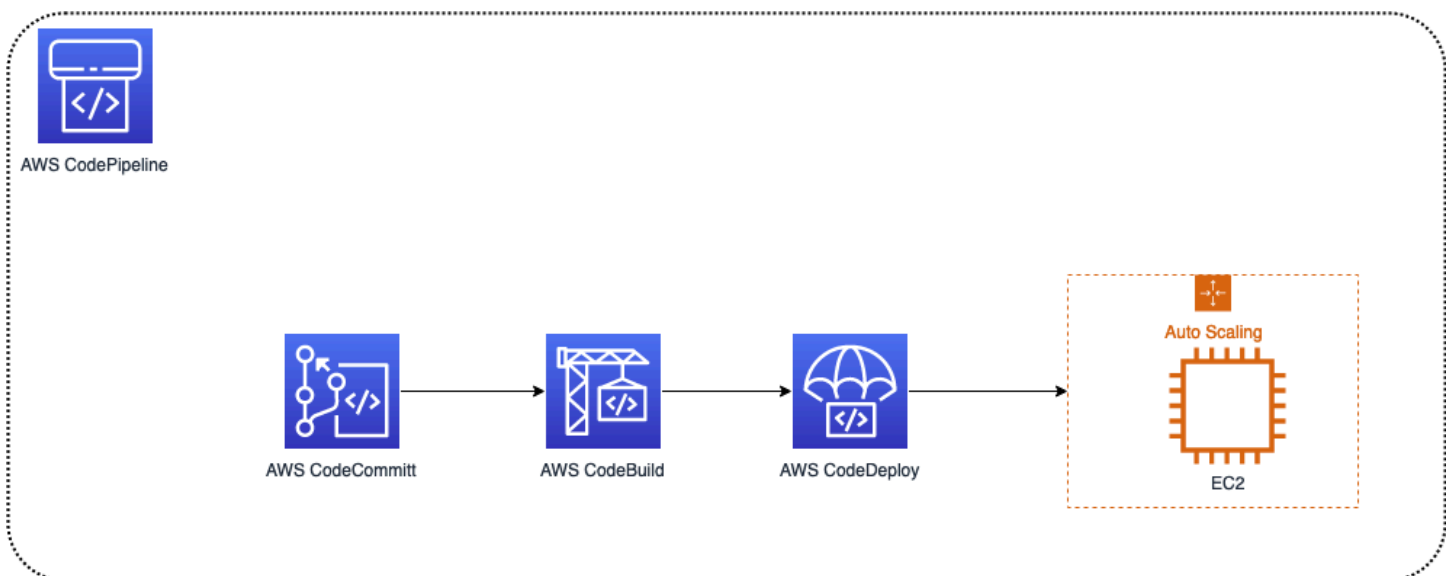 AWS CodePipeline
Auto Scaling
AWS CodeCommitt
AWS CodeBuild
AWS CodeDeploy
EC2